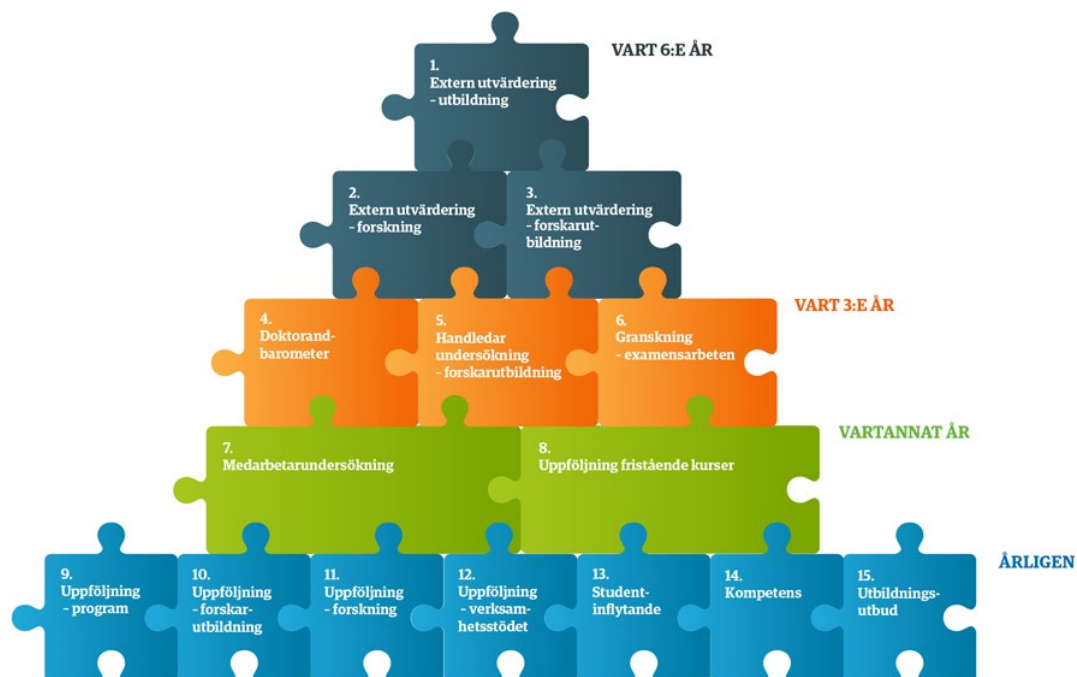 VART 6:E ÅR
1.
Extern utvärdering
– utbildning
2.
Extern utvärdering
– forskning
3.
Extern utvärdering
– forskarut-
bildning
VART 3:E ÅR
4.
Doktorand-
barometer
5.
Handledar
undersökning
– forskarutbildning
6.
Granskning
– examensarbeten
VARTANNAT ÅR
7.
Medarbetarundersökning
8.
Uppföljning fristående kurser
ÅRLIGEN
9.
Uppföljning
– program
10.
Uppföljning
– forskar-
utbildning
11.
Uppföljning
– forskning
12.
Uppföljning
– verksam-
hetsstödet
13.
Student-
inflytande
14.
Kompetens
15.
Utbildnings-
utbud